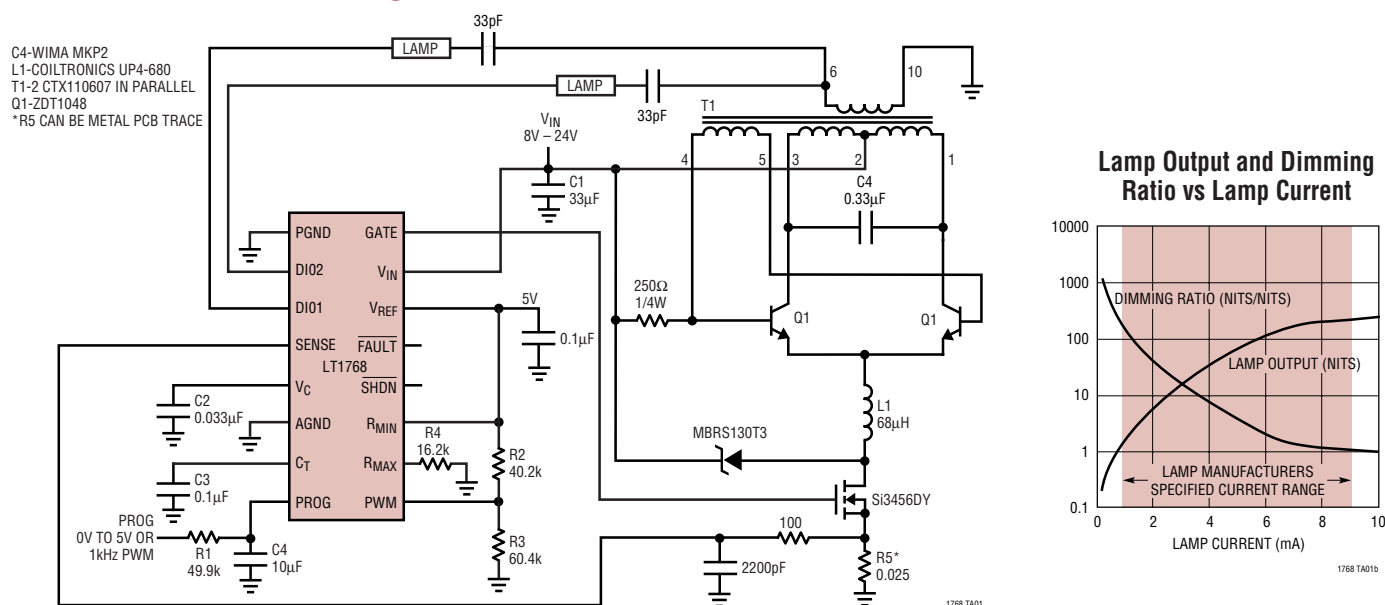 C4-WIMA MKP2
L1-COILTRONICS UP4-680
T1-2 CTX110607 IN PARALLEL
Q1-ZDT1048
*R5 CAN BE METAL PCB TRACE
LAMP
33pF
LAMP
33pF
6
10
T1
4
5
3
2
1
VIN
8V – 24V
C1
33µF
C4
0.33µF
PGND
DI02
DI01
SENSE
VC
AGND
CT
PROG
GATE
VIN
VREF
FAULT
LT1768
SHDN
RMIN
RMAX
PWM
5V
0.1µF
250Ω
1/4W
Q1
Q1
L1
68µH
MBRS130T3
Si3456DY
C2
0.033µF
C3
0.1µF
R4
16.2k
R2
40.2k
R3
60.4k
PROG
0V TO 5V OR
1kHz PWM
R1
49.9k
C4
10µF
100
2200pF
R5*
0.025
1768 TA01
Lamp Output and Dimming
Ratio vs Lamp Current
10000
1000
100
10
1
0.1
DIMMING RATIO (NITS/NITS)
LAMP OUTPUT (NITS)
LAMP MANUFACTURERS
SPECIFIED CURRENT RANGE
0
2
4
6
8
10
LAMP CURRENT (mA)
1768 TA01b